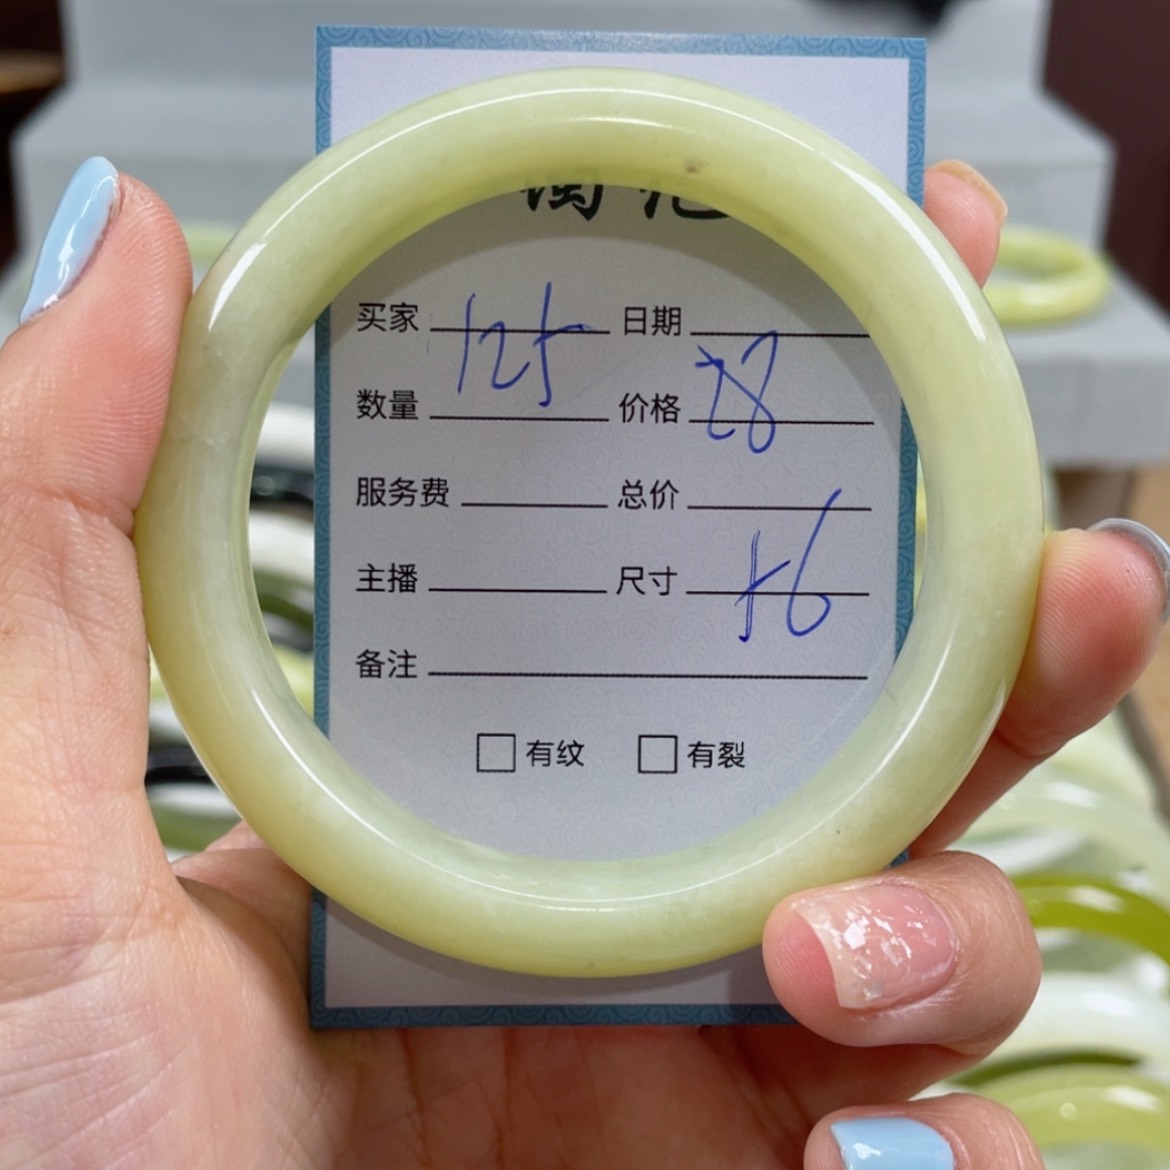 买家 125 日期
数量 价格 28
服务费 总价
主播 尺寸 56
备注
有纹 有裂